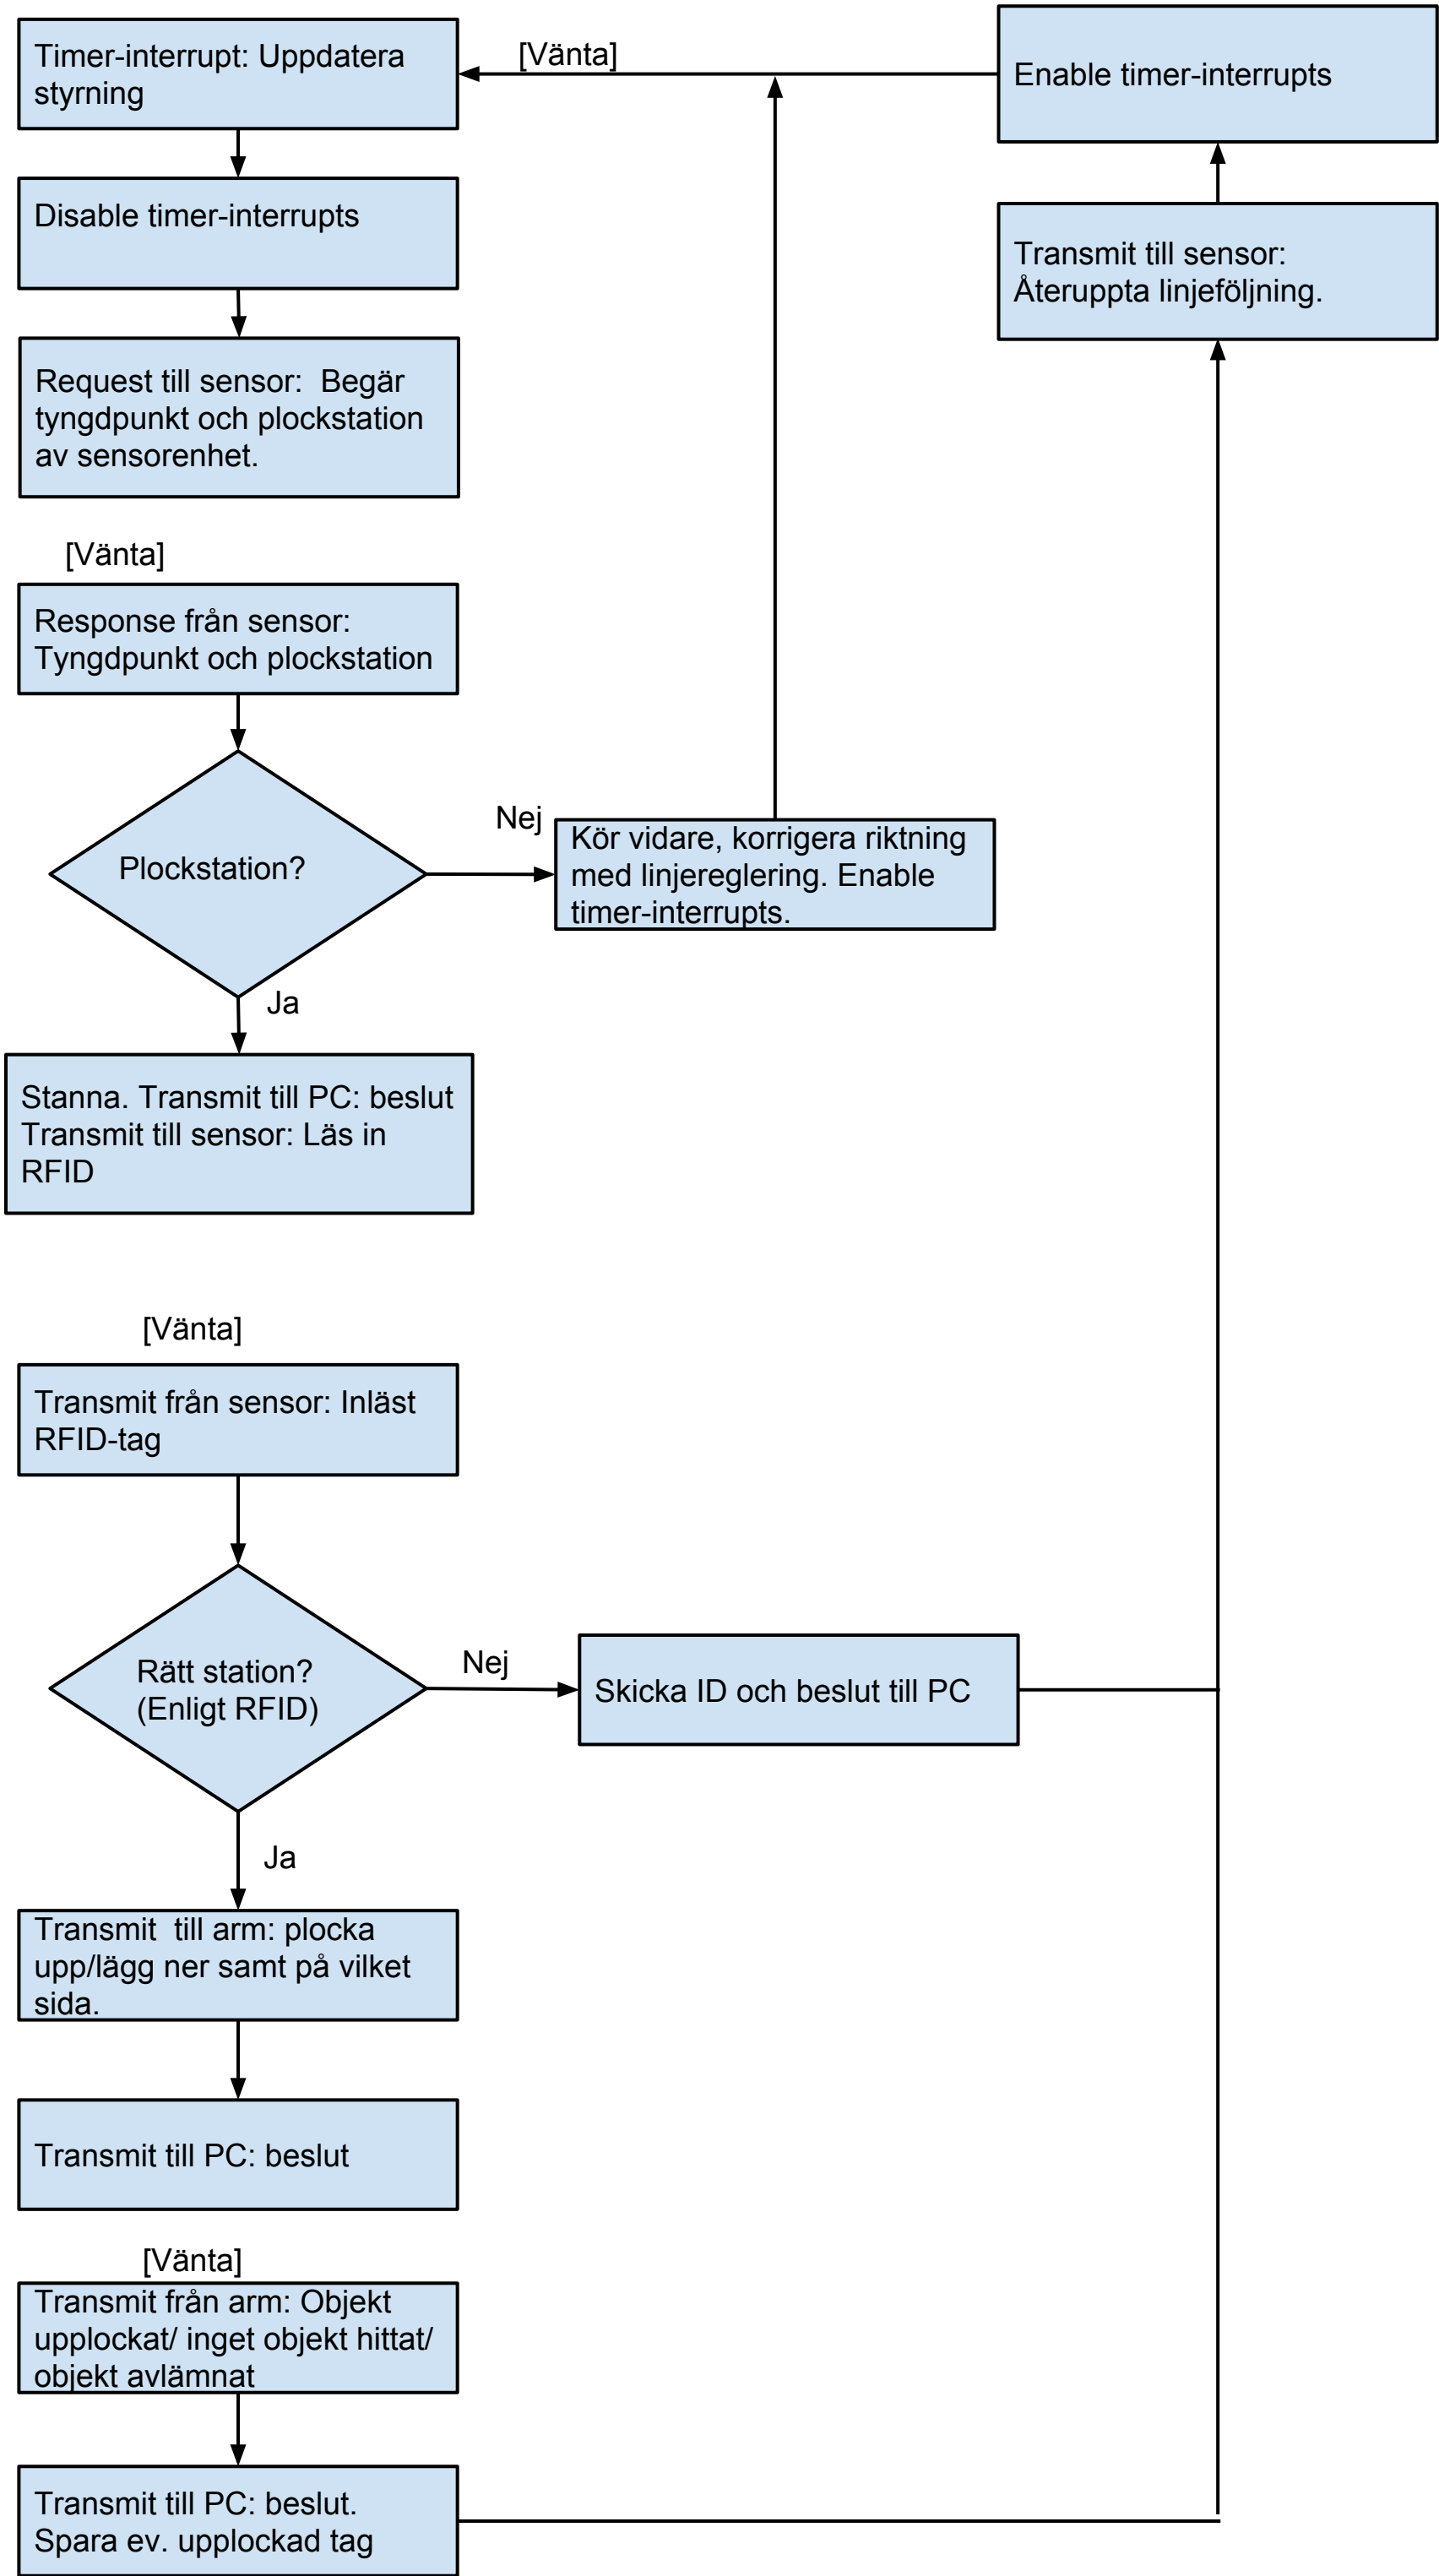 Timer-interrupt: Uppdatera
styrning
[Vänta]
Enable timer-interrupts
Disable timer-interrupts
Transmit till sensor:
Återuppta linjeföljning.
Request till sensor:  Begär
tyngdpunkt och plockstation
av sensorenhet.
[Vänta]
Response från sensor:
Tyngdpunkt och plockstation
Plockstation?
Nej
Kör vidare, korrigera riktning
med linjereglering. Enable
timer-interrupts.
Ja
Stanna. Transmit till PC: beslut
Transmit till sensor: Läs in
RFID
[Vänta]
Transmit från sensor: Inläst
RFID-tag
Rätt station?
(Enligt RFID)
Nej
Skicka ID och beslut till PC
Ja
Transmit  till arm: plocka
upp/lägg ner samt på vilket
sida.
Transmit till PC: beslut
[Vänta]
Transmit från arm: Objekt
upplockat/ inget objekt hittat/
objekt avlämnat
Transmit till PC: beslut.
Spara ev. upplockad tag